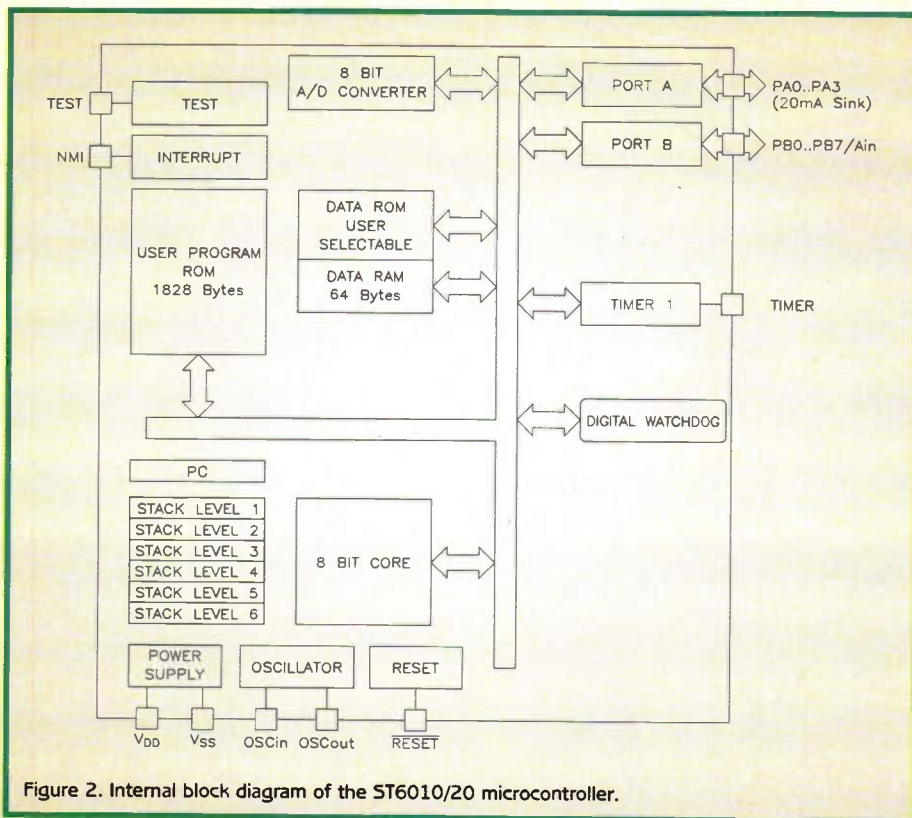 8 BIT
A/D CONVERTER
PORT A
PA0..PA3
(20mA Sink)
TEST
TEST
PORT B
PB0..PB7/Ain
NMI
INTERRUPT
DATA ROM
USER
SELECTABLE
USER PROGRAM
ROM
1828 Bytes
DATA RAM
64 Bytes
TIMER 1
TIMER
DIGITAL WATCHDOG
PC
STACK LEVEL 1
STACK LEVEL 2
STACK LEVEL 3
STACK LEVEL 4
STACK LEVEL 5
STACK LEVEL 6
8 BIT CORE
POWER
SUPPLY
OSCILLATOR
RESET
VDD
VSS
OSCin
OSCout
RESET
Figure 2. Internal block diagram of the ST6010/20 microcontroller.